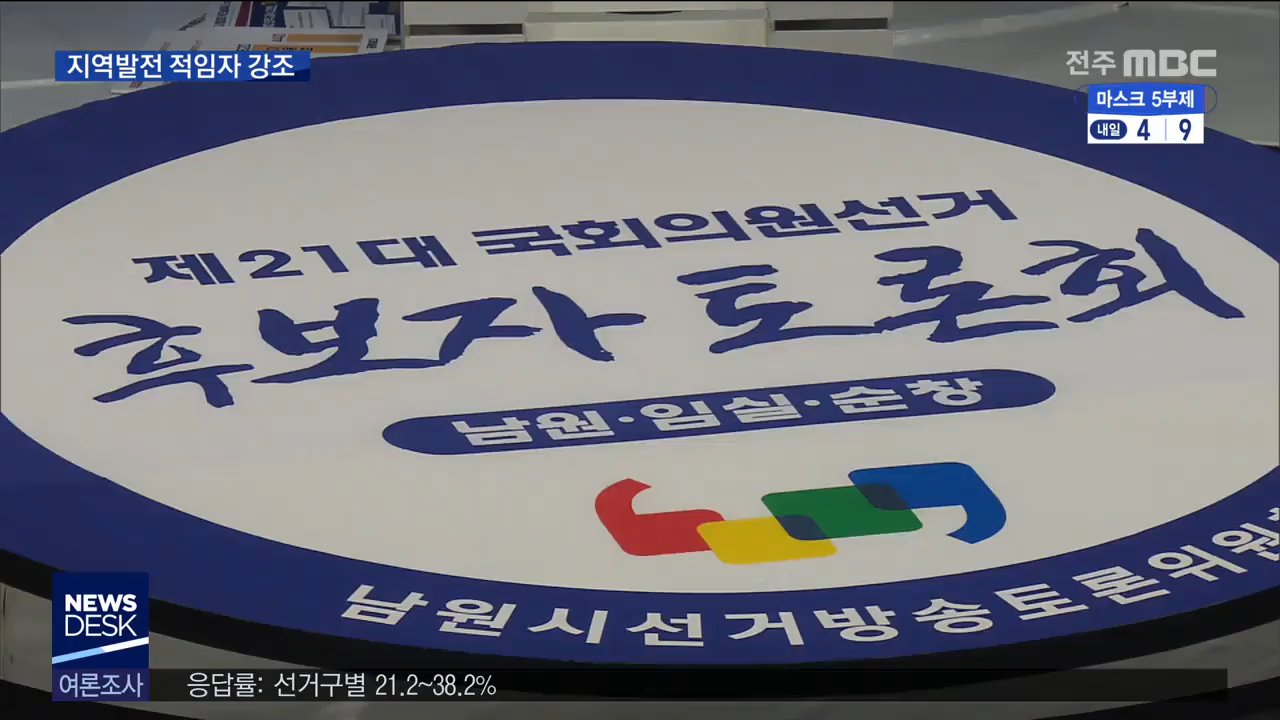 지역발전 적임자 강조
전주 MBC
마스크 5부제
내일 4 9
제21대 국회의원선거
후보자 토론회
남원·임실·순창
남원시선거방송토론위원
NEWS
DESK
여론조사 응답률: 선거구별 21.2~38.2%